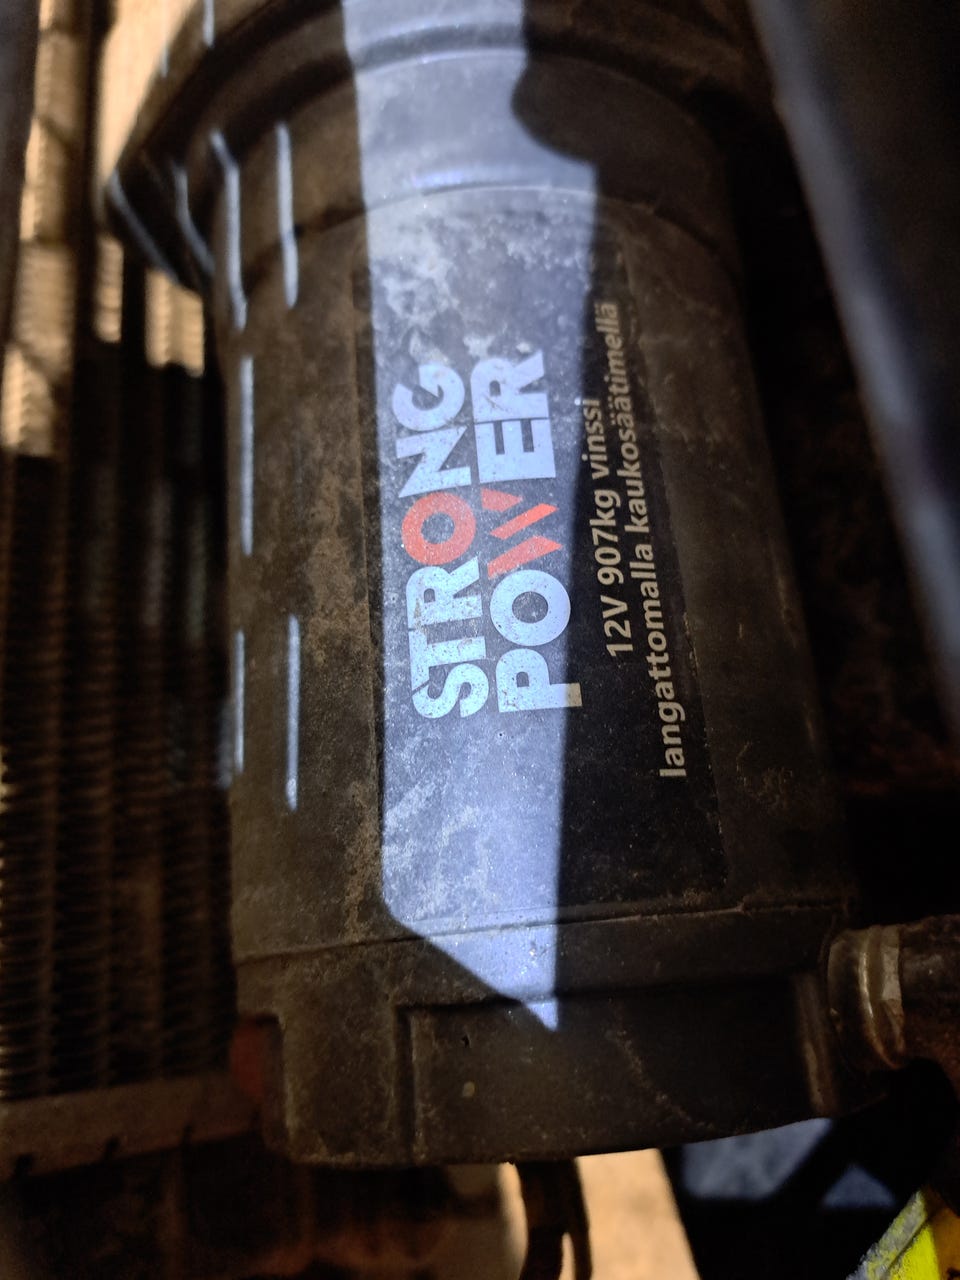 STRONG
POWER
12V 907kg vinssi
langattomalla kaukosäätimellä